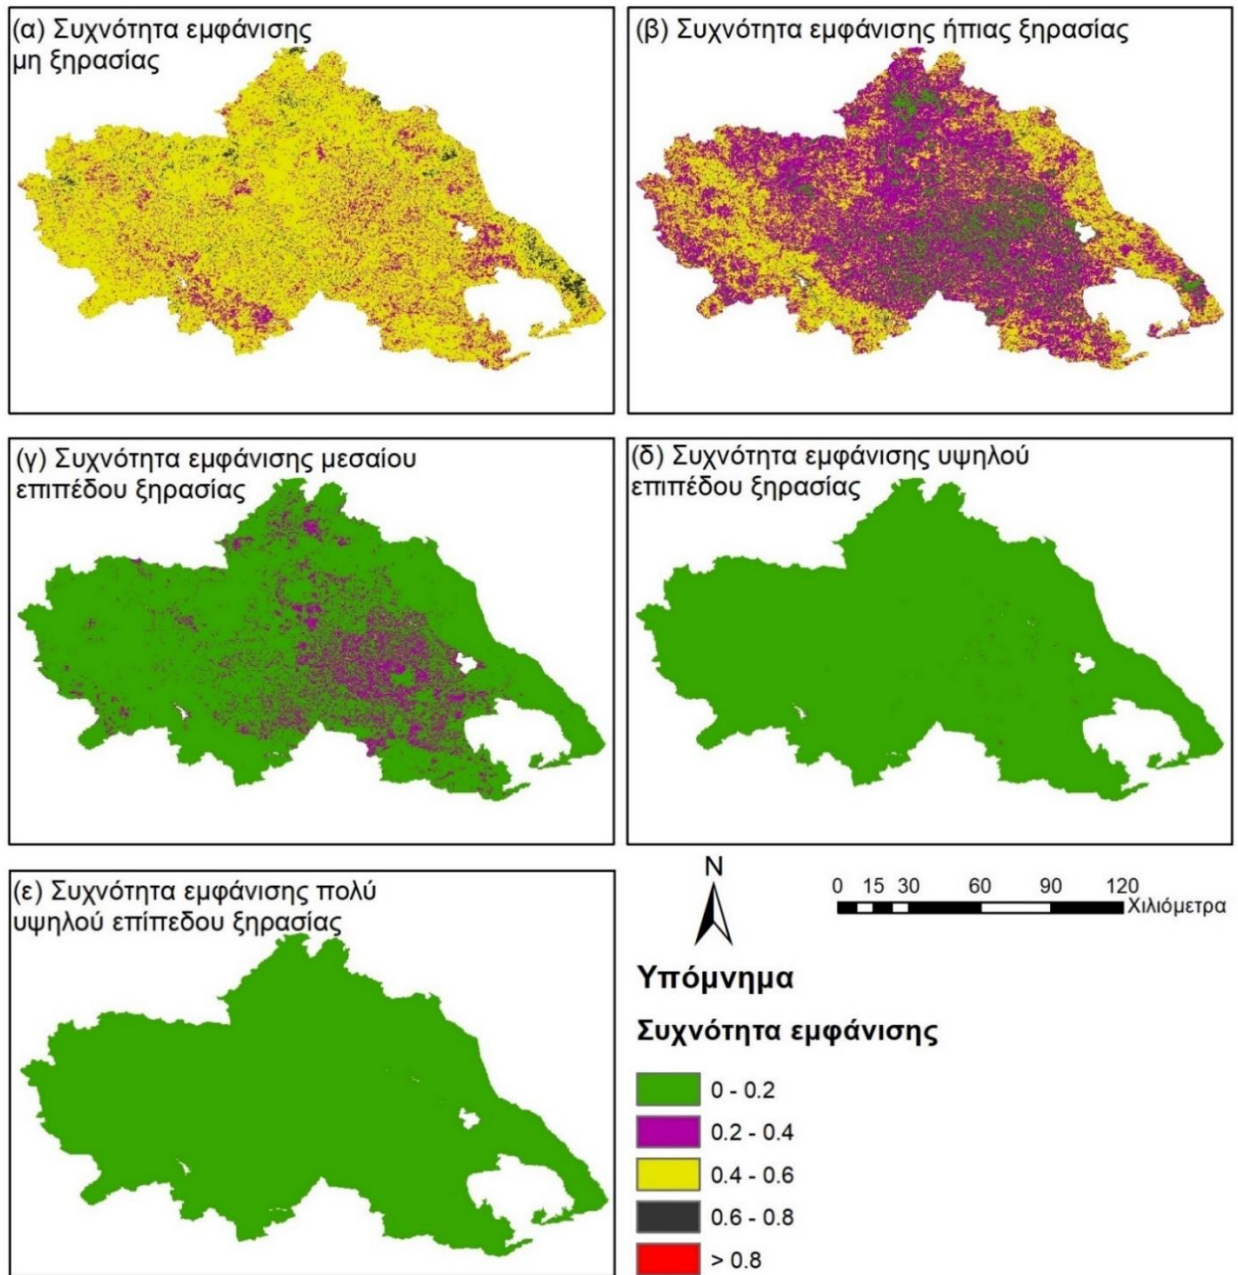 (α) Συχνότητα εμφάνισης
μη ξηρασίας
(β) Συχνότητα εμφάνισης ήπιας ξηρασίας
(γ) Συχνότητα εμφάνισης μεσαίου
επιπέδου ξηρασίας
(δ) Συχνότητα εμφάνισης υψηλού
επιπέδου ξηρασίας
(ε) Συχνότητα εμφάνισης πολύ
υψηλού επίπεδου ξηρασίας
N
0 15 30 60 90 120
Χιλιόμετρα
Υπόμνημα
Συχνότητα εμφάνισης
0 - 0.2
0.2 - 0.4
0.4 - 0.6
0.6 - 0.8
> 0.8